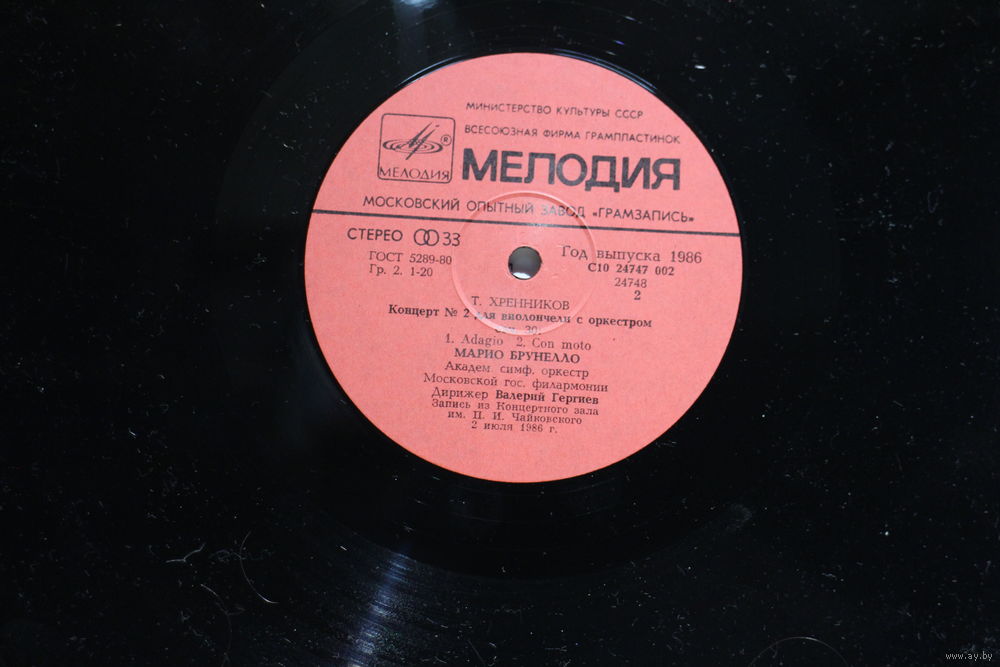 МИНИСТЕРСТВО КУЛЬТУРЫ СССР
ВСЕСОЮЗНАЯ ФИРМА ГРАМПЛАСТИНОК
МЕЛОДИЯ ® МЕЛОДИЯ
МОСКОВСКИЙ ОПЫТНЫЙ ЗАВОД «ГРАМЗАПИСЬ»
СТЕРЕО 33
ГОСТ 5289-80
Гр. 2. 1-20
Год выпуска 1986
С10 24747 002
24748
2
Т. ХРЕННИКОВ
Концерт № 2 для виолончели с оркестром
соч. 30:
1. Adagio 2. Con moto
МАРИО БРУНЕЛЛО
Академ. симф. оркестр
Московской гос. филармонии
Дирижер Валерий Гергиев
Запись из Концертного зала
им. П. И. Чайковского
2 июля 1986 г.
www.ay.by